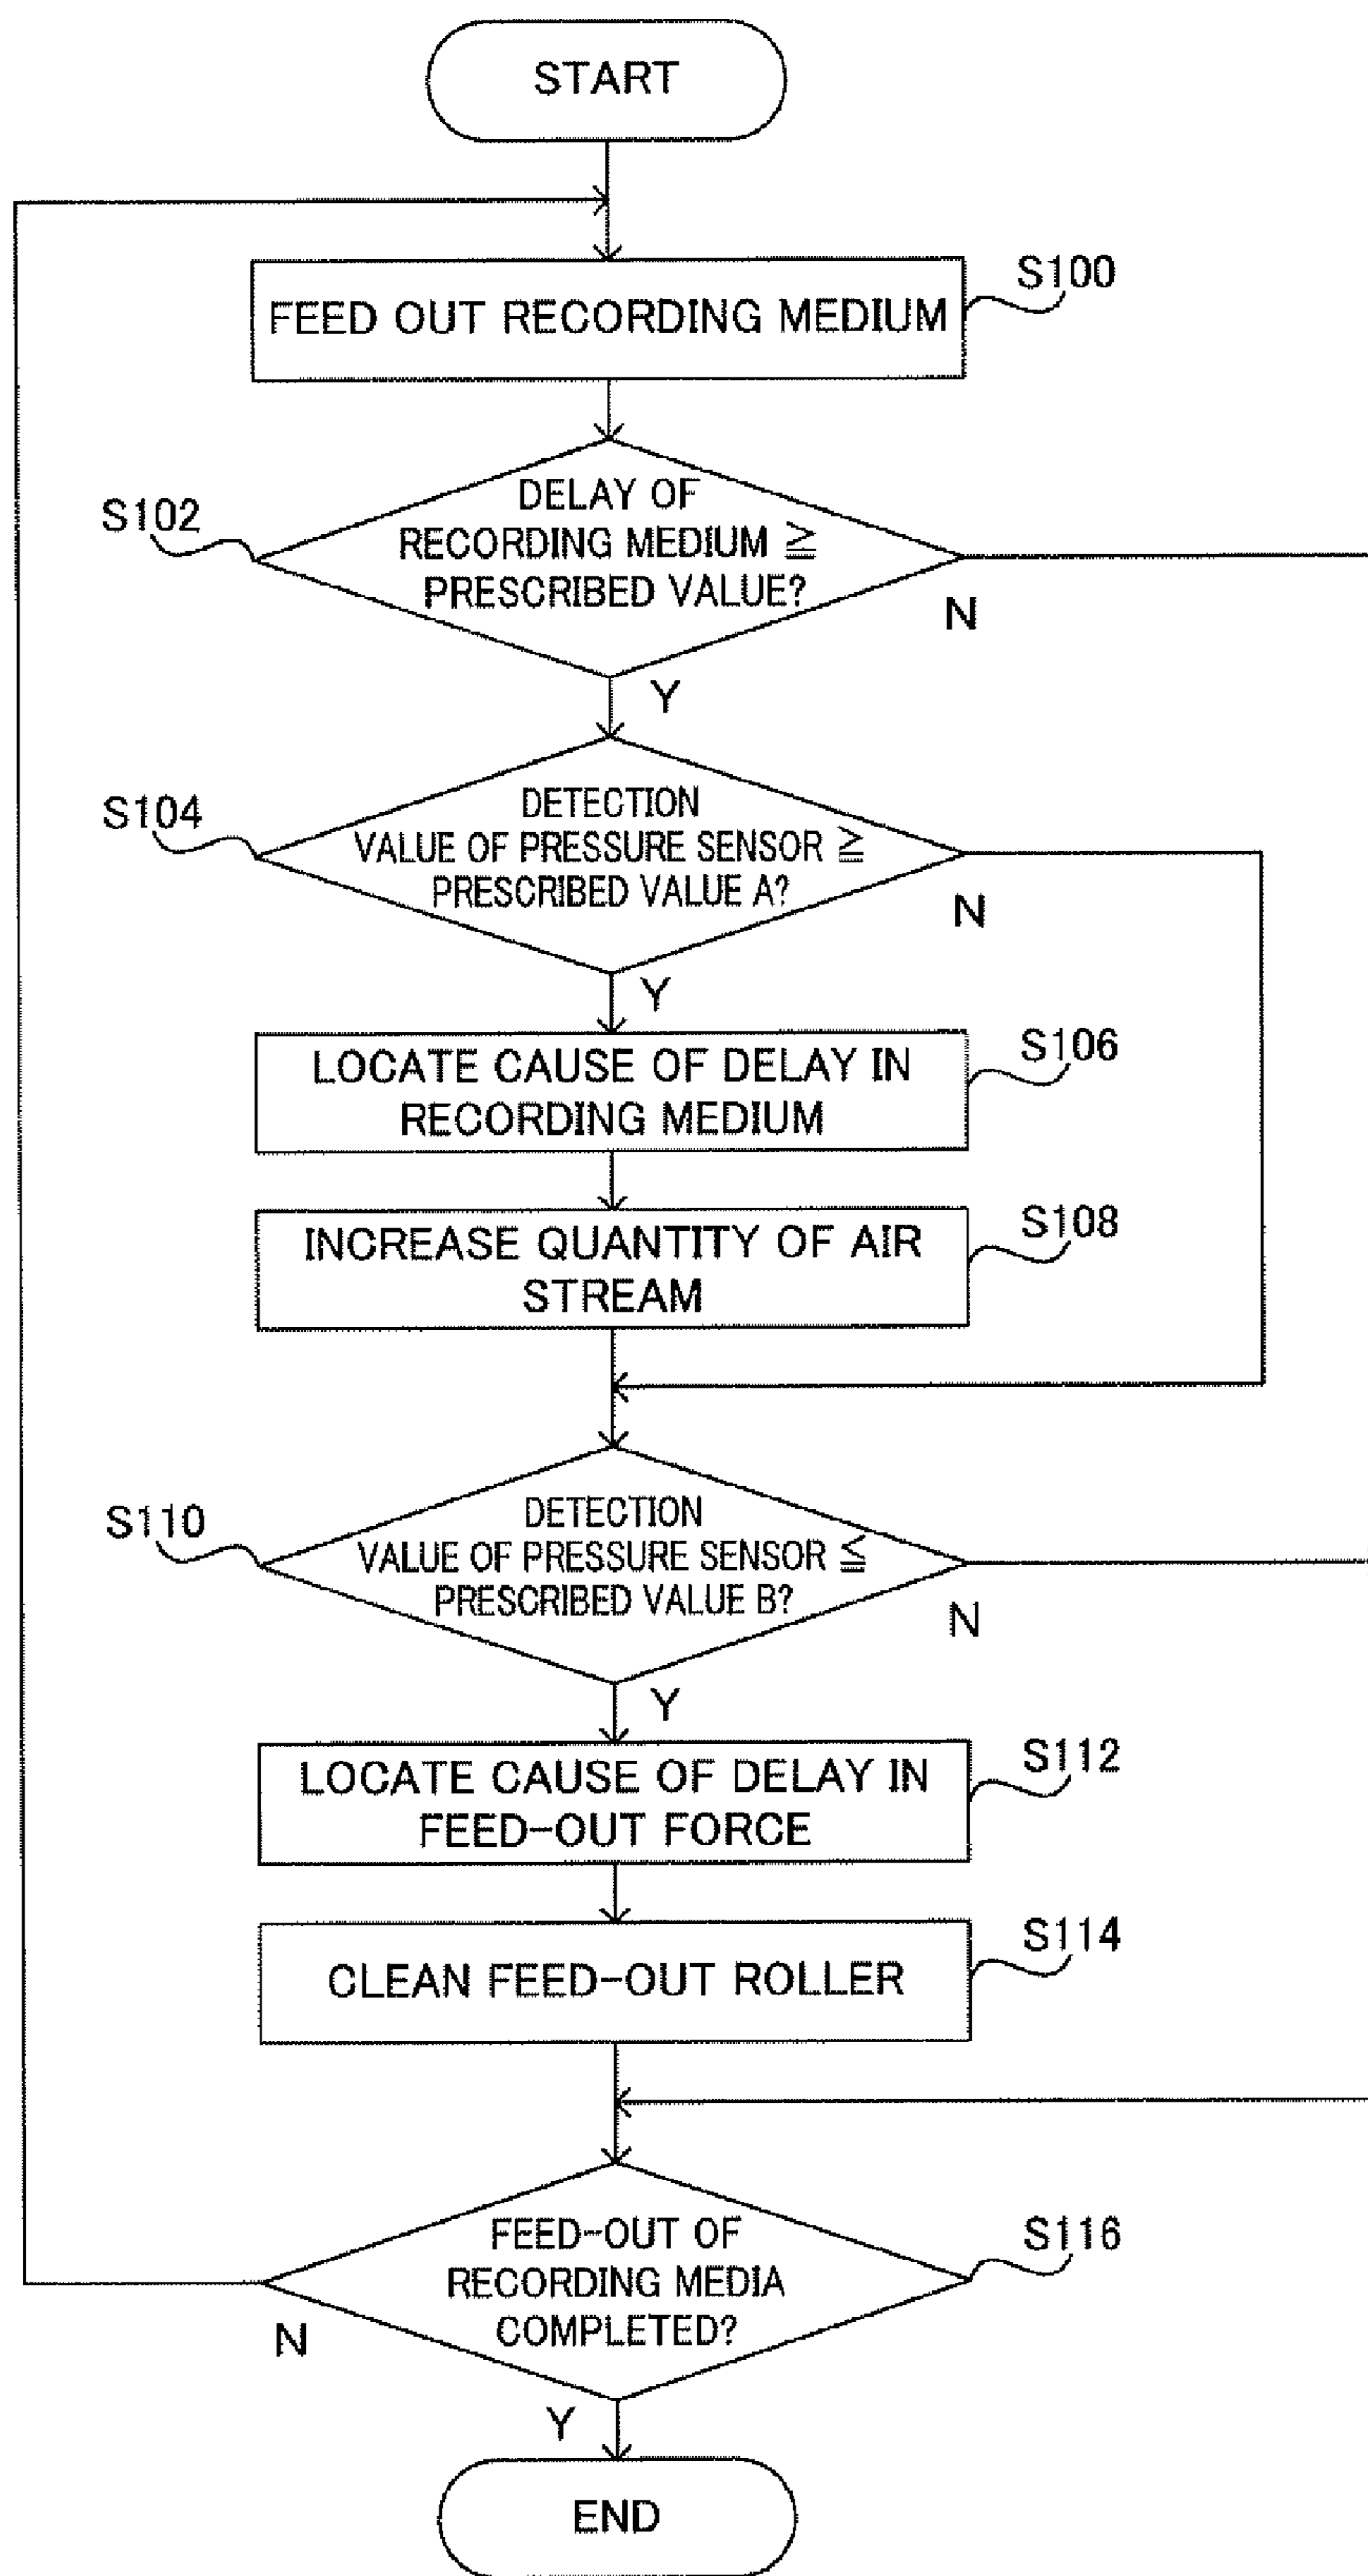 START
S100
FEED OUT RECORDING MEDIUM
S102
DELAY OF
RECORDING MEDIUM ≧
PRESCRIBED VALUE?
N
Y
S104
DETECTION
VALUE OF PRESSURE SENSOR ≧
PRESCRIBED VALUE A?
N
Y
S106
LOCATE CAUSE OF DELAY IN
RECORDING MEDIUM
S108
INCREASE QUANTITY OF AIR
STREAM
S110
DETECTION
VALUE OF PRESSURE SENSOR ≦
PRESCRIBED VALUE B?
N
Y
S112
LOCATE CAUSE OF DELAY IN
FEED-OUT FORCE
S114
CLEAN FEED-OUT ROLLER
S116
FEED-OUT OF
RECORDING MEDIA
COMPLETED?
N
Y
END